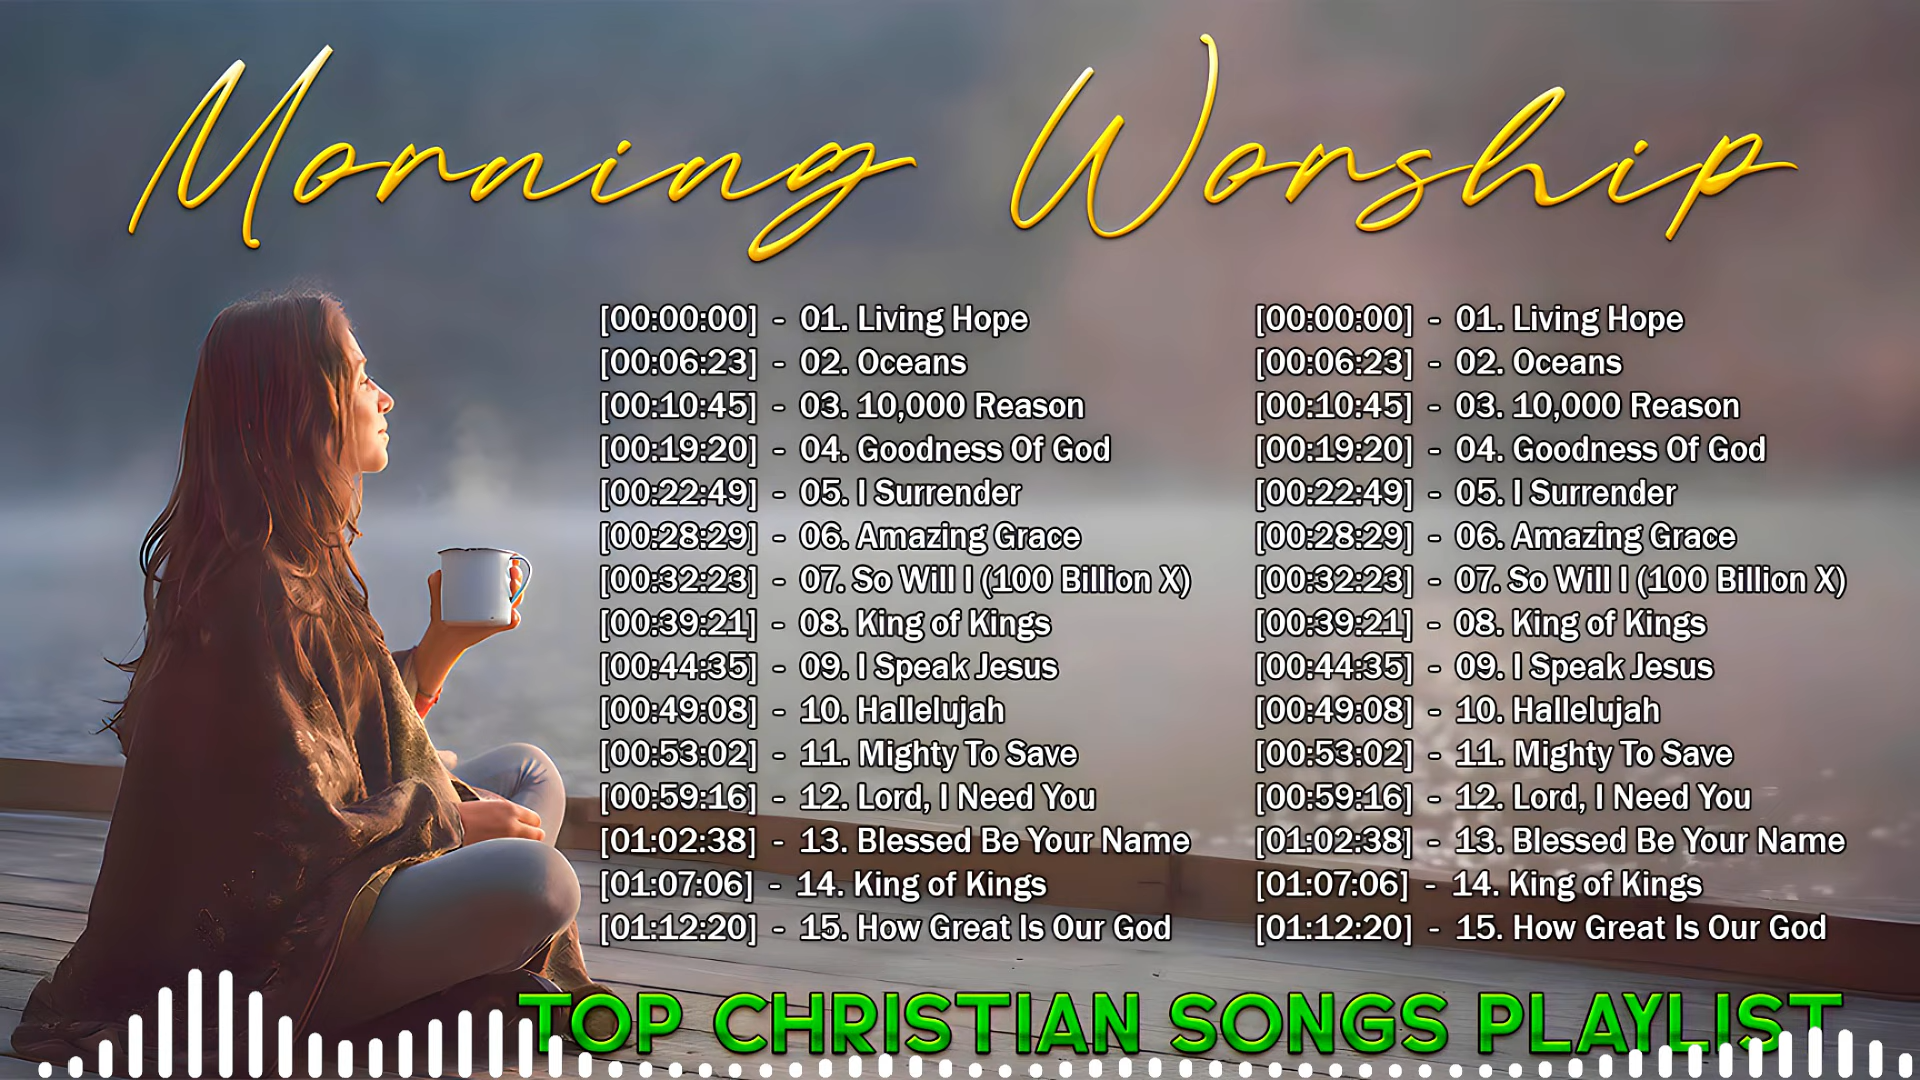 Morning Worship
[00:00:00] - 01. Living Hope
[00:06:23] - 02. Oceans
[00:10:45] - 03. 10,000 Reason
[00:19:20] - 04. Goodness Of God
[00:22:49] - 05. I Surrender
[00:28:29] - 06. Amazing Grace
[00:32:23] - 07. So Will I (100 Billion X)
[00:39:21] - 08. King of Kings
[00:44:35] - 09. I Speak Jesus
[00:49:08] - 10. Hallelujah
[00:53:02] - 11. Mighty To Save
[00:59:16] - 12. Lord, I Need You
[01:02:38] - 13. Blessed Be Your Name
[01:07:06] - 14. King of Kings
[01:12:20] - 15. How Great Is Our God
[00:00:00] - 01. Living Hope
[00:06:23] - 02. Oceans
[00:10:45] - 03. 10,000 Reason
[00:19:20] - 04. Goodness Of God
[00:22:49] - 05. I Surrender
[00:28:29] - 06. Amazing Grace
[00:32:23] - 07. So Will I (100 Billion X)
[00:39:21] - 08. King of Kings
[00:44:35] - 09. I Speak Jesus
[00:49:08] - 10. Hallelujah
[00:53:02] - 11. Mighty To Save
[00:59:16] - 12. Lord, I Need You
[01:02:38] - 13. Blessed Be Your Name
[01:07:06] - 14. King of Kings
[01:12:20] - 15. How Great Is Our God
TOP CHRISTIAN SONGS PLAYLIST